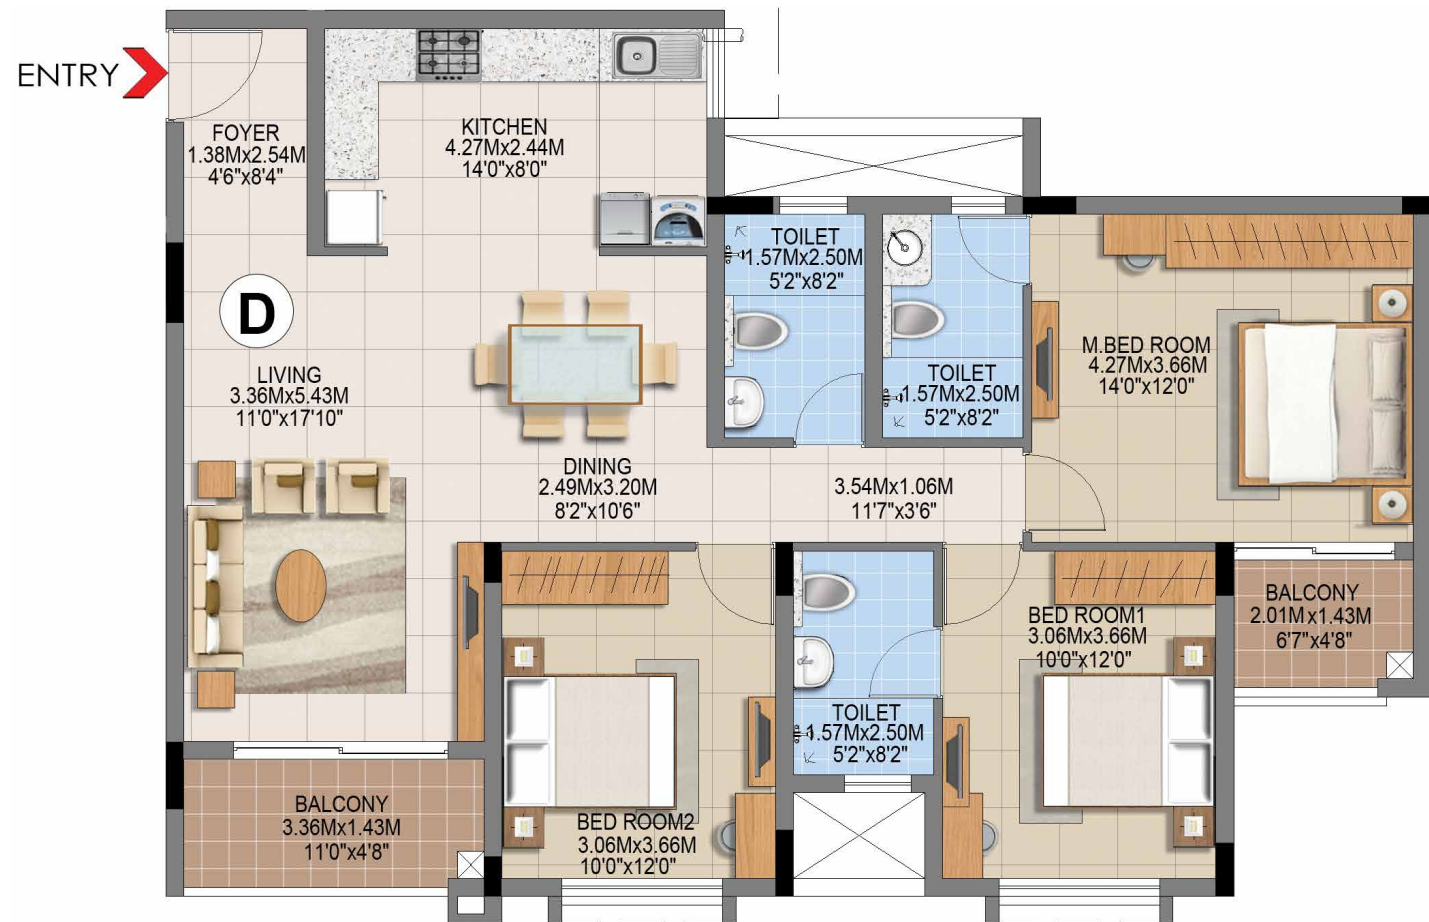 ENTRY
FOYER
1.38Mx2.54M
4'6"x8'4"
KITCHEN
4.27Mx2.44M
14'0"x8'0"
TOILET
1.57Mx2.50M
5'2"x8'2"
TOILET
1.57Mx2.50M
5'2"x8'2"
M.BED ROOM
4.27Mx3.66M
14'0"x12'0"
D
LIVING
3.36Mx5.43M
11'0"x17'10"
DINING
2.49Mx3.20M
8'2"x10'6"
3.54Mx1.06M
11'7"x3'6"
BALCONY
2.01Mx1.43M
6'7"x4'8"
BED ROOM1
3.06Mx3.66M
10'0"x12'0"
TOILET
1.57Mx2.50M
5'2"x8'2"
BALCONY
3.36Mx1.43M
11'0"x4'8"
BED ROOM2
3.06Mx3.66M
10'0"x12'0"